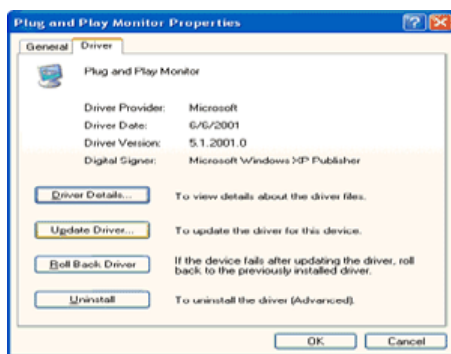 Plug and Play Monitor Properties
General Driver
Plug and Play Monitor
Driver Provider: Microsoft
Driver Date: 6/6/2001
Driver Version: 5.1.2001.0
Digital Signer: Microsoft Windows XP Publisher
Driver Details... To view details about the driver files.
Update Driver... To update the driver for this device.
Roll Back Driver If the device fails after updating the driver, roll
back to the previously installed driver.
Uninstall To uninstall the driver (Advanced).
OK Cancel